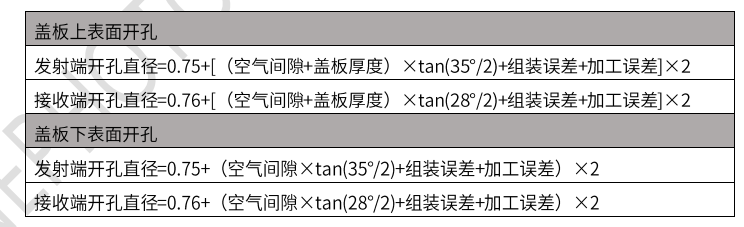 盖板上表面开孔
发射端开孔直径=0.75+[（空气间隙+盖板厚度）×tan(35°/2)+组装误差+加工误差]×2
接收端开孔直径=0.76+[（空气间隙+盖板厚度）×tan(28°/2)+组装误差+加工误差]×2
盖板下表面开孔
发射端开孔直径=0.75+（空气间隙×tan(35°/2)+组装误差+加工误差）×2
接收端开孔直径=0.76+（空气间隙×tan(28°/2)+组装误差+加工误差）×2